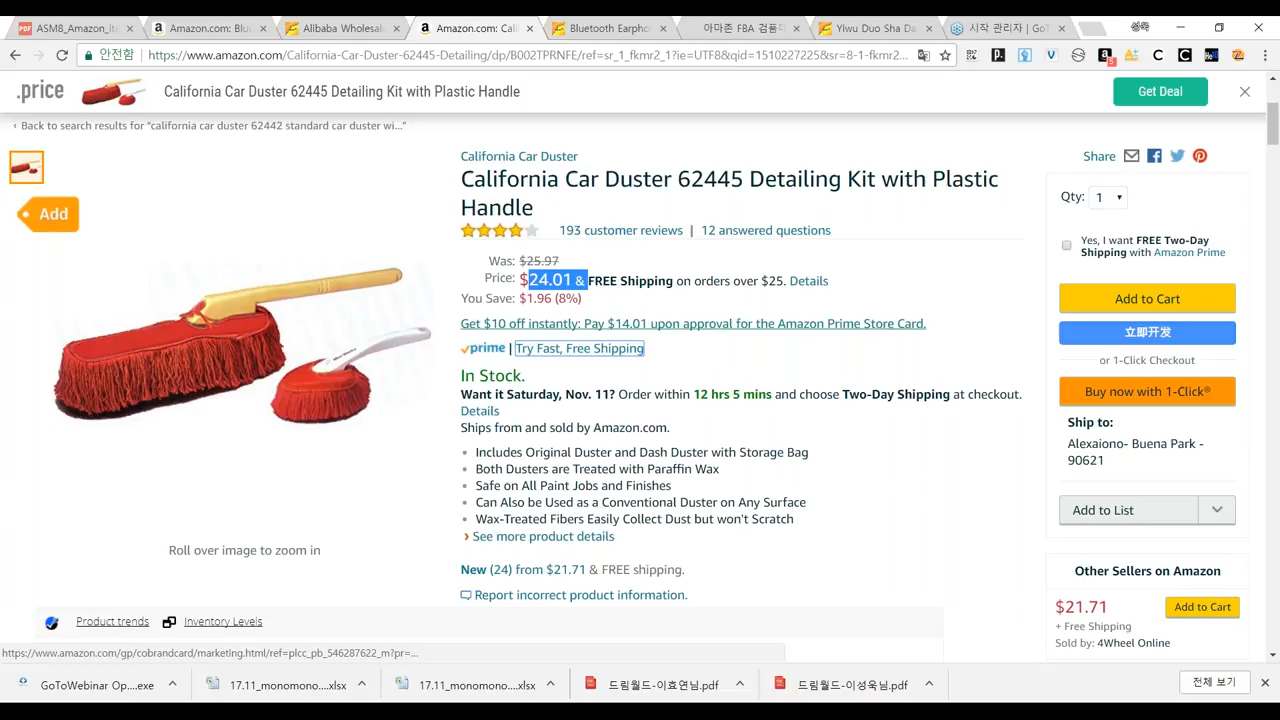 ASM8_Amazon_Ite
Amazon.com: Blu
Alibaba Wholesale
Amazon.com: Cali
Bluetooth Earphon
아마존 FBA 검품대
Yiwu Duo Sha Da
시작 관리자 | GoT
안전함 https://www.amazon.com/California-Car-Duster-62445-Detailing/dp/B002TPRNFE/ref=sr_1_fkmr2_1?ie=UTF8&qid=1510227225&sr=8-1-fkmr2...
.price California Car Duster 62445 Detailing Kit with Plastic Handle Get Deal
‹ Back to search results for "california car duster 62442 standard car duster wi..."
Add
California Car Duster
California Car Duster 62445 Detailing Kit with Plastic
Handle
193 customer reviews | 12 answered questions
Was: $25.97
Price: $24.01 & FREE Shipping on orders over $25. Details
You Save: $1.96 (8%)
Get $10 off instantly: Pay $14.01 upon approval for the Amazon Prime Store Card.
prime | Try Fast, Free Shipping
In Stock.
Want it Saturday, Nov. 11? Order within 12 hrs 5 mins and choose Two-Day Shipping at checkout.
Details
Ships from and sold by Amazon.com.
Includes Original Duster and Dash Duster with Storage Bag
Both Dusters are Treated with Paraffin Wax
Safe on All Paint Jobs and Finishes
Can Also be Used as a Conventional Duster on Any Surface
Wax-Treated Fibers Easily Collect Dust but won't Scratch
› See more product details
New (24) from $21.71 & FREE shipping.
Report incorrect product information.
Roll over image to zoom in
Share
Qty: 1
Yes, I want FREE Two-Day
Shipping with Amazon Prime
Add to Cart
立即开发
or 1-Click Checkout
Buy now with 1-Click®
Ship to:
Alexaiono- Buena Park -
90621
Add to List
Other Sellers on Amazon
$21.71 Add to Cart
+ Free Shipping
Sold by: 4Wheel Online
Product trends Inventory Levels
https://www.amazon.com/gp/cobrandcard/marketing.html/ref=plcc_pb_546287622_m?pr=...
GoToWebinar Op....exe
17.11_monomono....xlsx
17.11_monomono....xlsx
드림월드-이효연님.pdf
드림월드-이성욱님.pdf
전체 보기